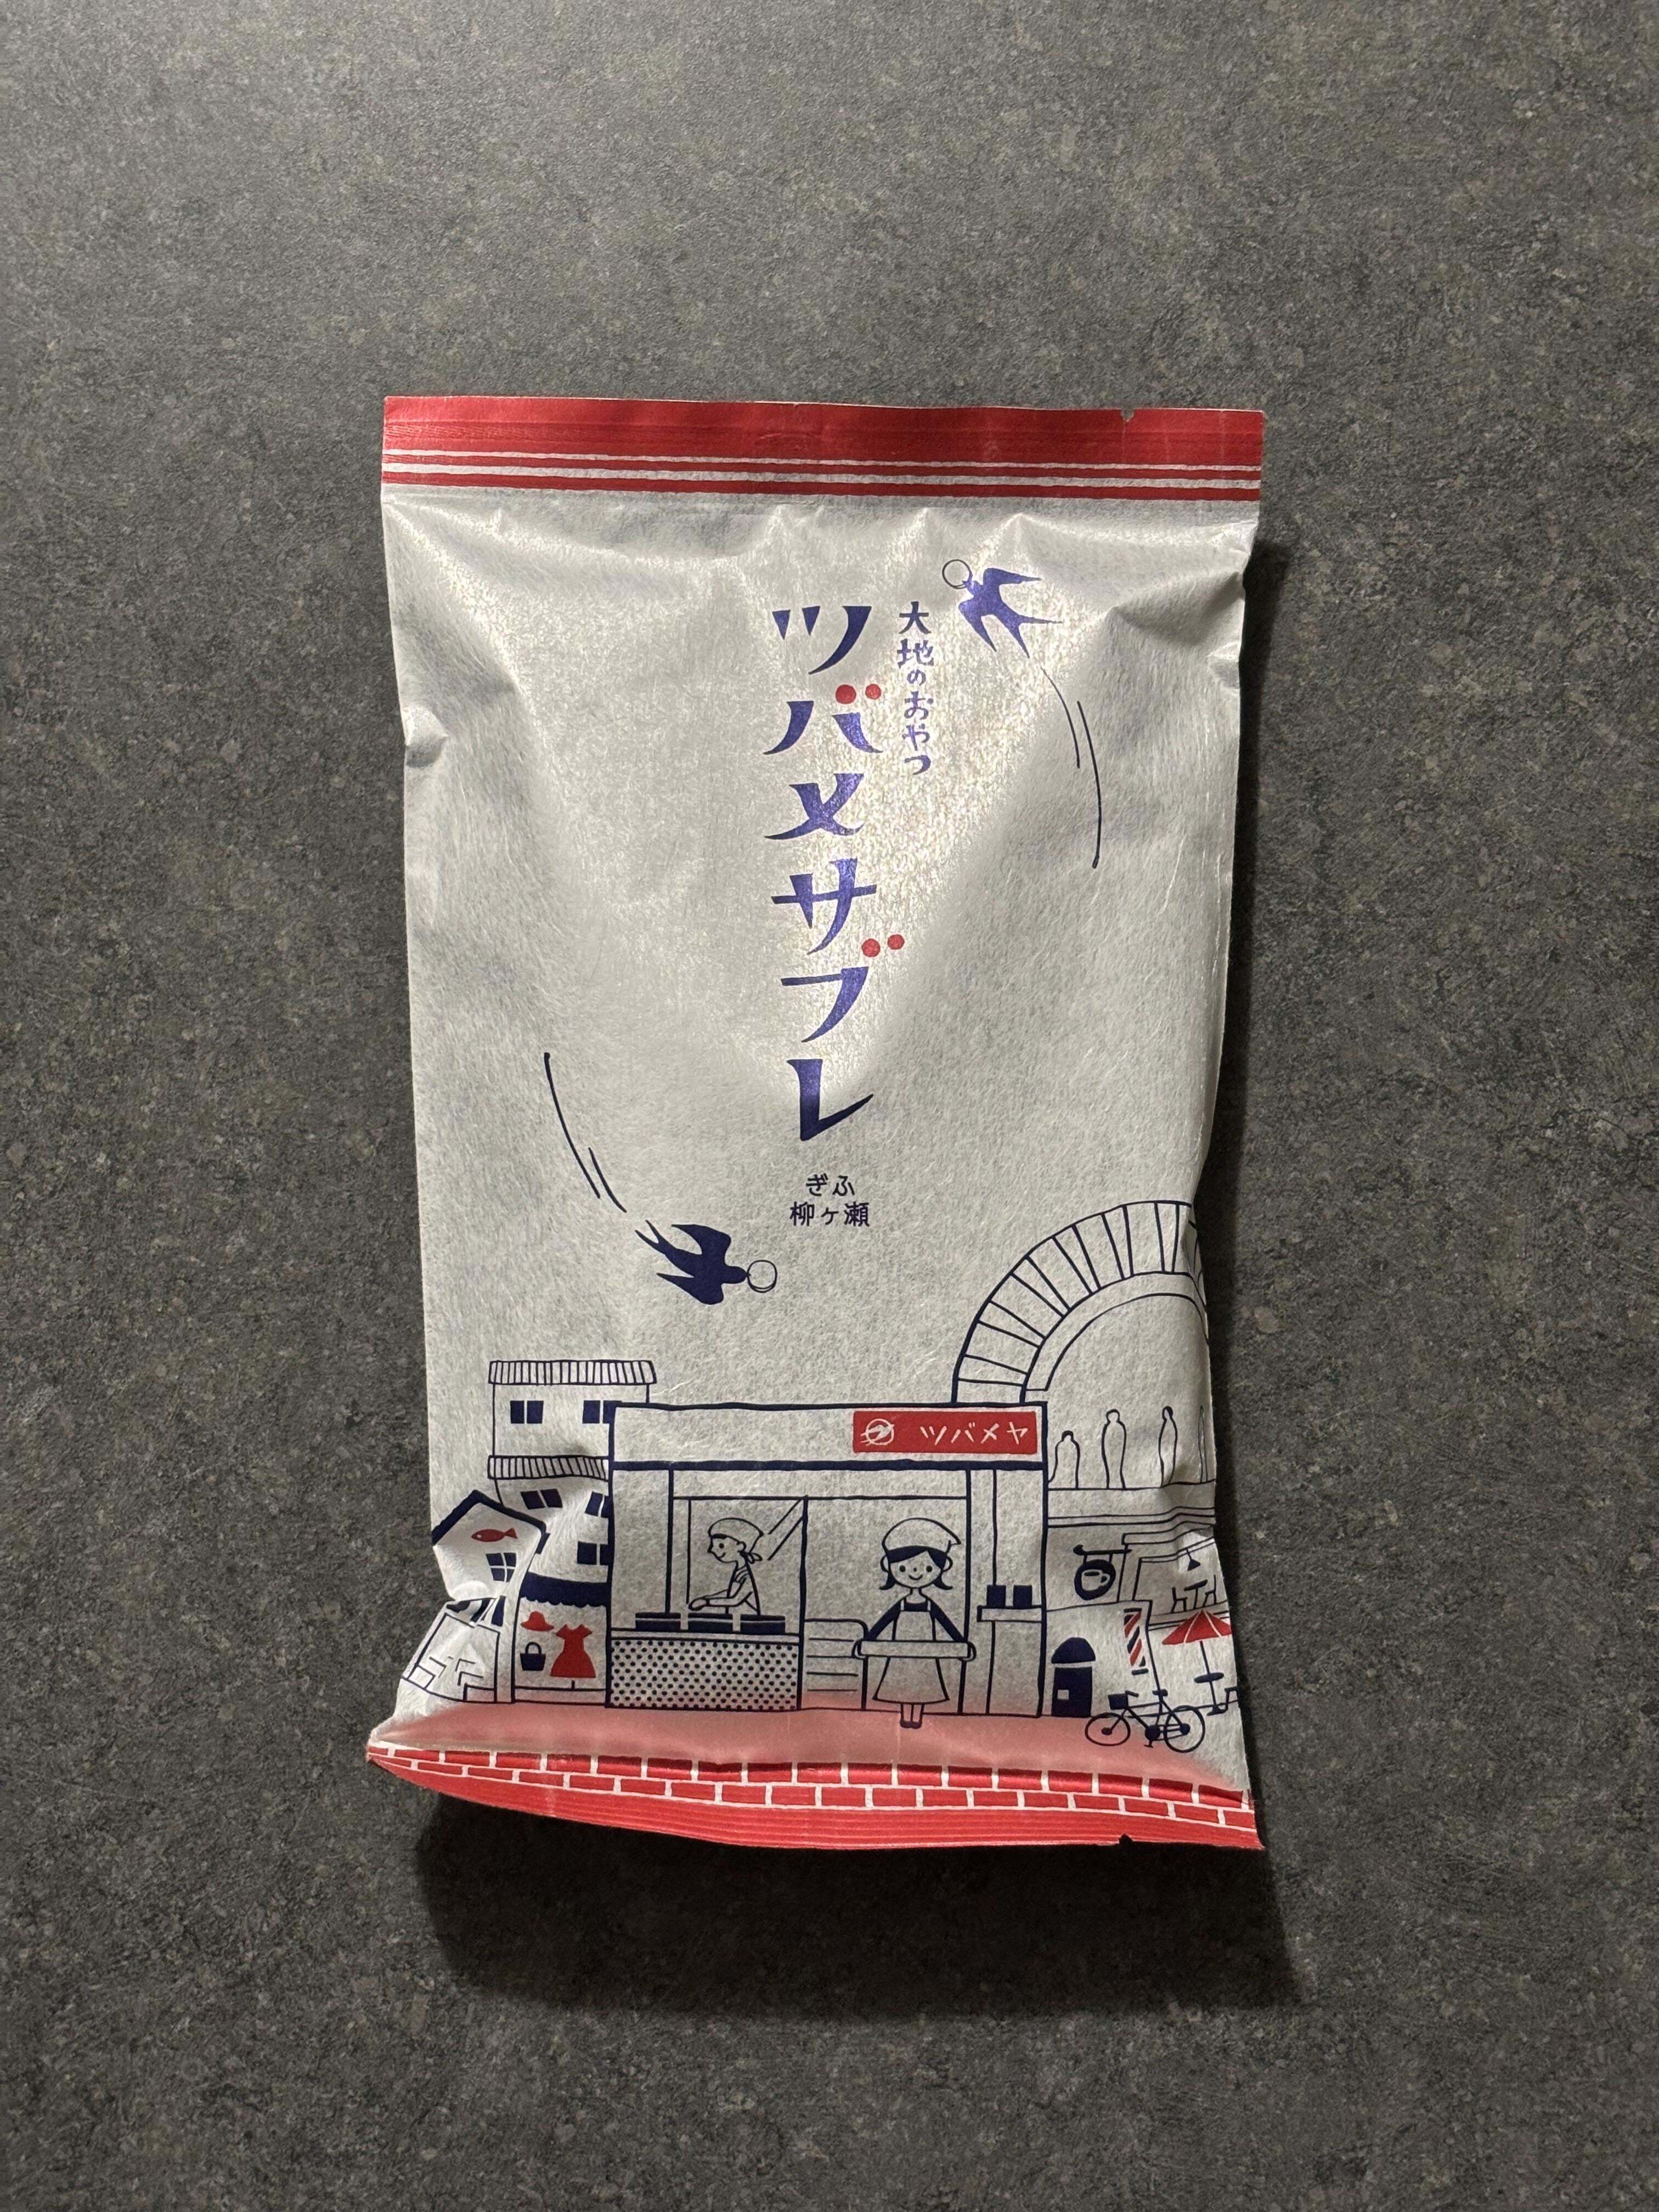 大地のおやつ
ツバメサブレ
ぎふ
柳ヶ瀬
ツバメヤ